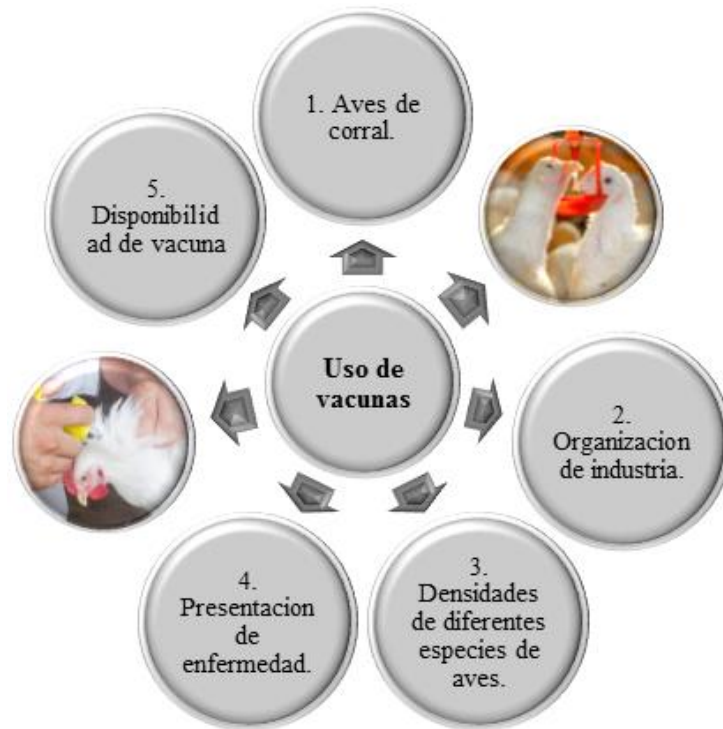 Uso de
vacunas
1. Aves de
corral.
2.
Organizacion
de industria.
3.
Densidades
de diferentes
especies de
aves.
4.
Presentacion
de
enfermedad.
5.
Disponibilid
ad de vacuna